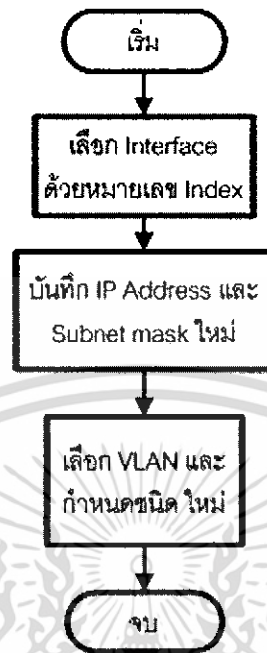 เริ่ม
เลือก Interface
ด้วยหมายเลข Index
บันทึก IP Address และ
Subnet mask ใหม่
เลือก VLAN และ
กำหนดชนิด ใหม่
จบ